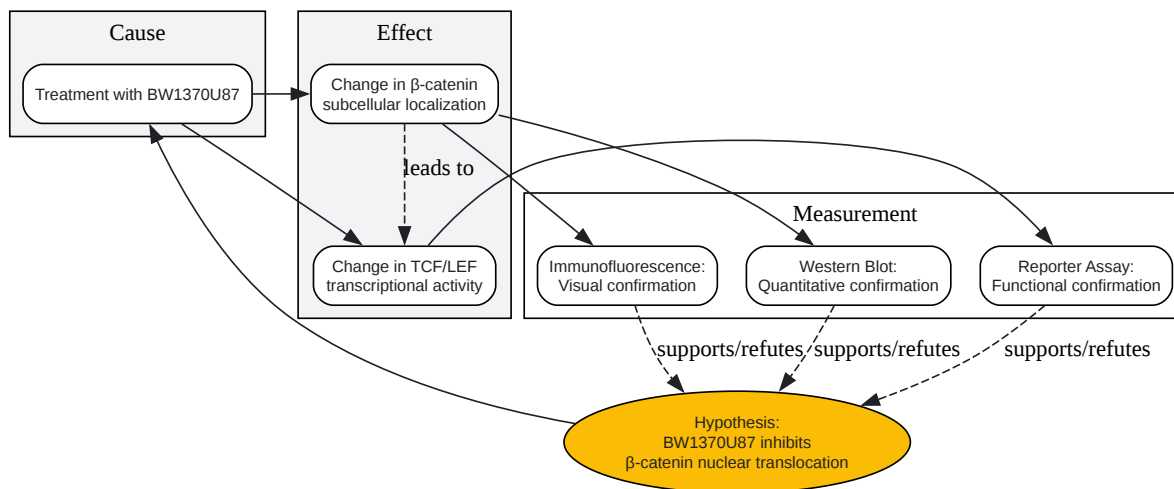 Cause
Effect
Treatment with BW1370U87
Change in β-catenin
subcellular localization
leads to
Measurement
Change in TCF/LEF
transcriptional activity
Immunofluorescence:
Visual confirmation
Western Blot:
Quantitative confirmation
Reporter Assay:
Functional confirmation
supports/refutes
supports/refutes
supports/refutes
Hypothesis:
BW1370U87 inhibits
β-catenin nuclear translocation